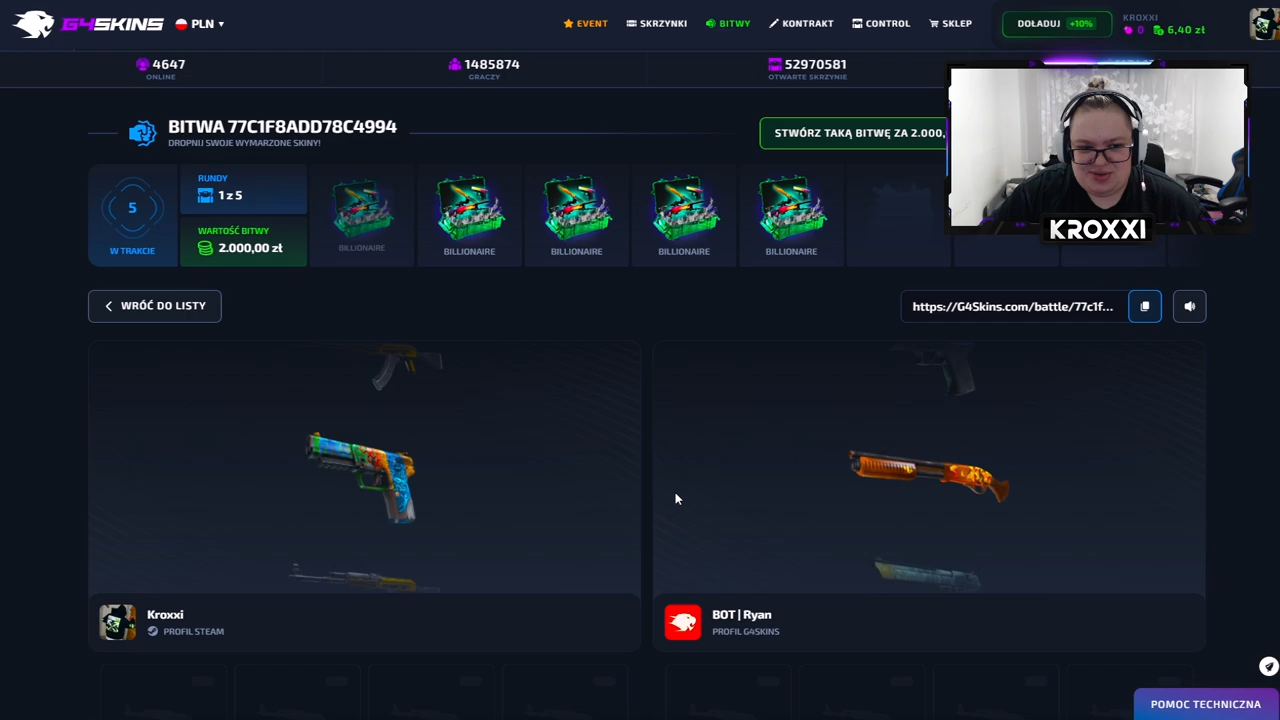 G4SKINS
PLN
EVENT
SKRZYNKI
BITWY
KONTRAKT
CONTROL
SKLEP
DOŁADUJ +10%
KROXXI
0 6,40 zł
4647
ONLINE
1485874
GRACZY
52970581
OTWARTE SKRZYNIE
BITWA 77C1F8ADD78C4994
DROPNIJ SWOJE WYMARZONE SKINY!
STWÓRZ TAKĄ BITWĘ ZA 2.000,
KROXXI
5
W TRAKCIE
RUNDY
1 z 5
WARTOŚĆ BITWY
2.000,00 zł
BILLIONAIRE
BILLIONAIRE
BILLIONAIRE
BILLIONAIRE
BILLIONAIRE
WRÓĆ DO LISTY
https://G4Skins.com/battle/77c1f...
Kroxxi
PROFIL STEAM
BOT | Ryan
PROFIL G4SKINS
POMOC TECHNICZNA